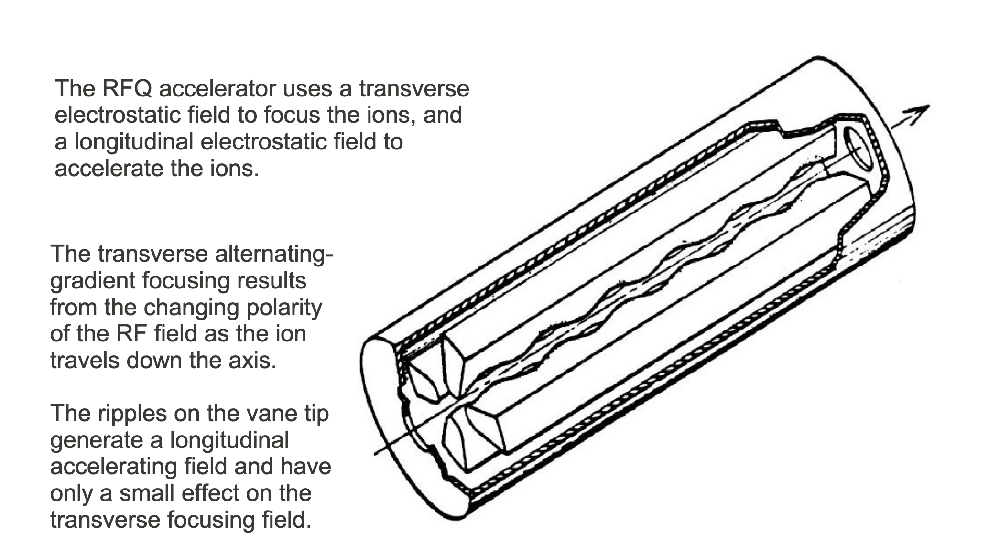 The RFQ accelerator uses a transverse
electrostatic field to focus the ions, and
a longitudinal electrostatic field to
accelerate the ions.
The transverse alternating-
gradient focusing results
from the changing polarity
of the RF field as the ion
travels down the axis.
The ripples on the vane tip
generate a longitudinal
accelerating field and have
only a small effect on the
transverse focusing field.